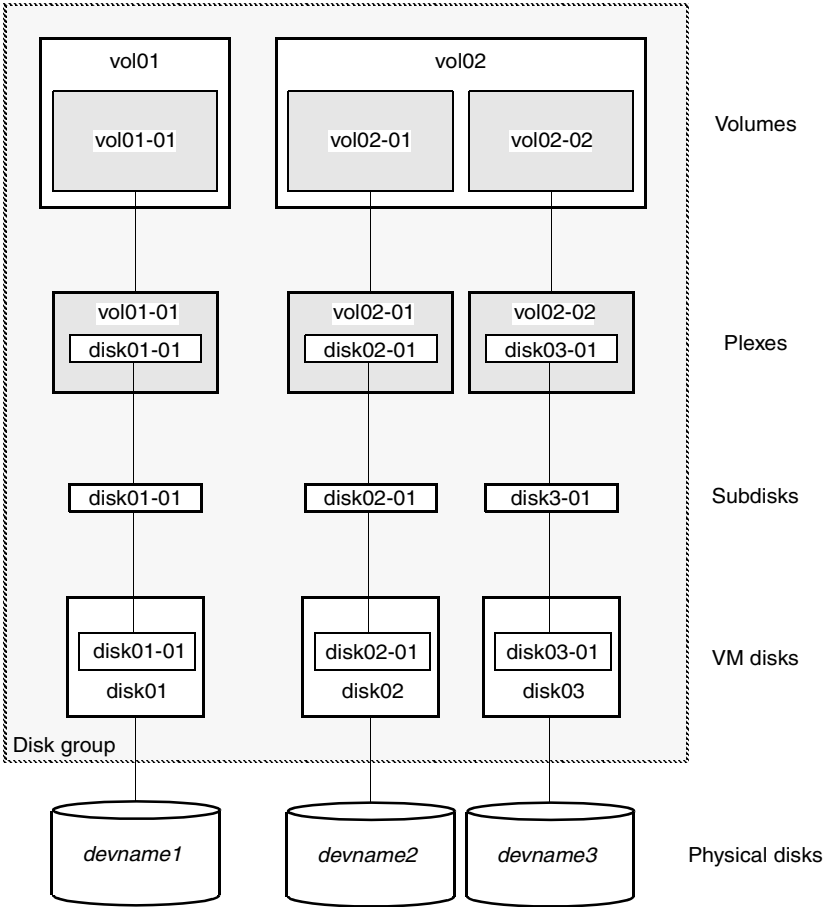 vol01
vol02
vol01-01
vol02-01
vol02-02
Volumes
vol01-01
vol02-01
vol02-02
disk01-01
disk02-01
disk03-01
Plexes
disk01-01
disk02-01
disk3-01
Subdisks
disk01-01
disk02-01
disk03-01
VM disks
disk01
disk02
disk03
Disk group
devname1
devname2
devname3
Physical disks